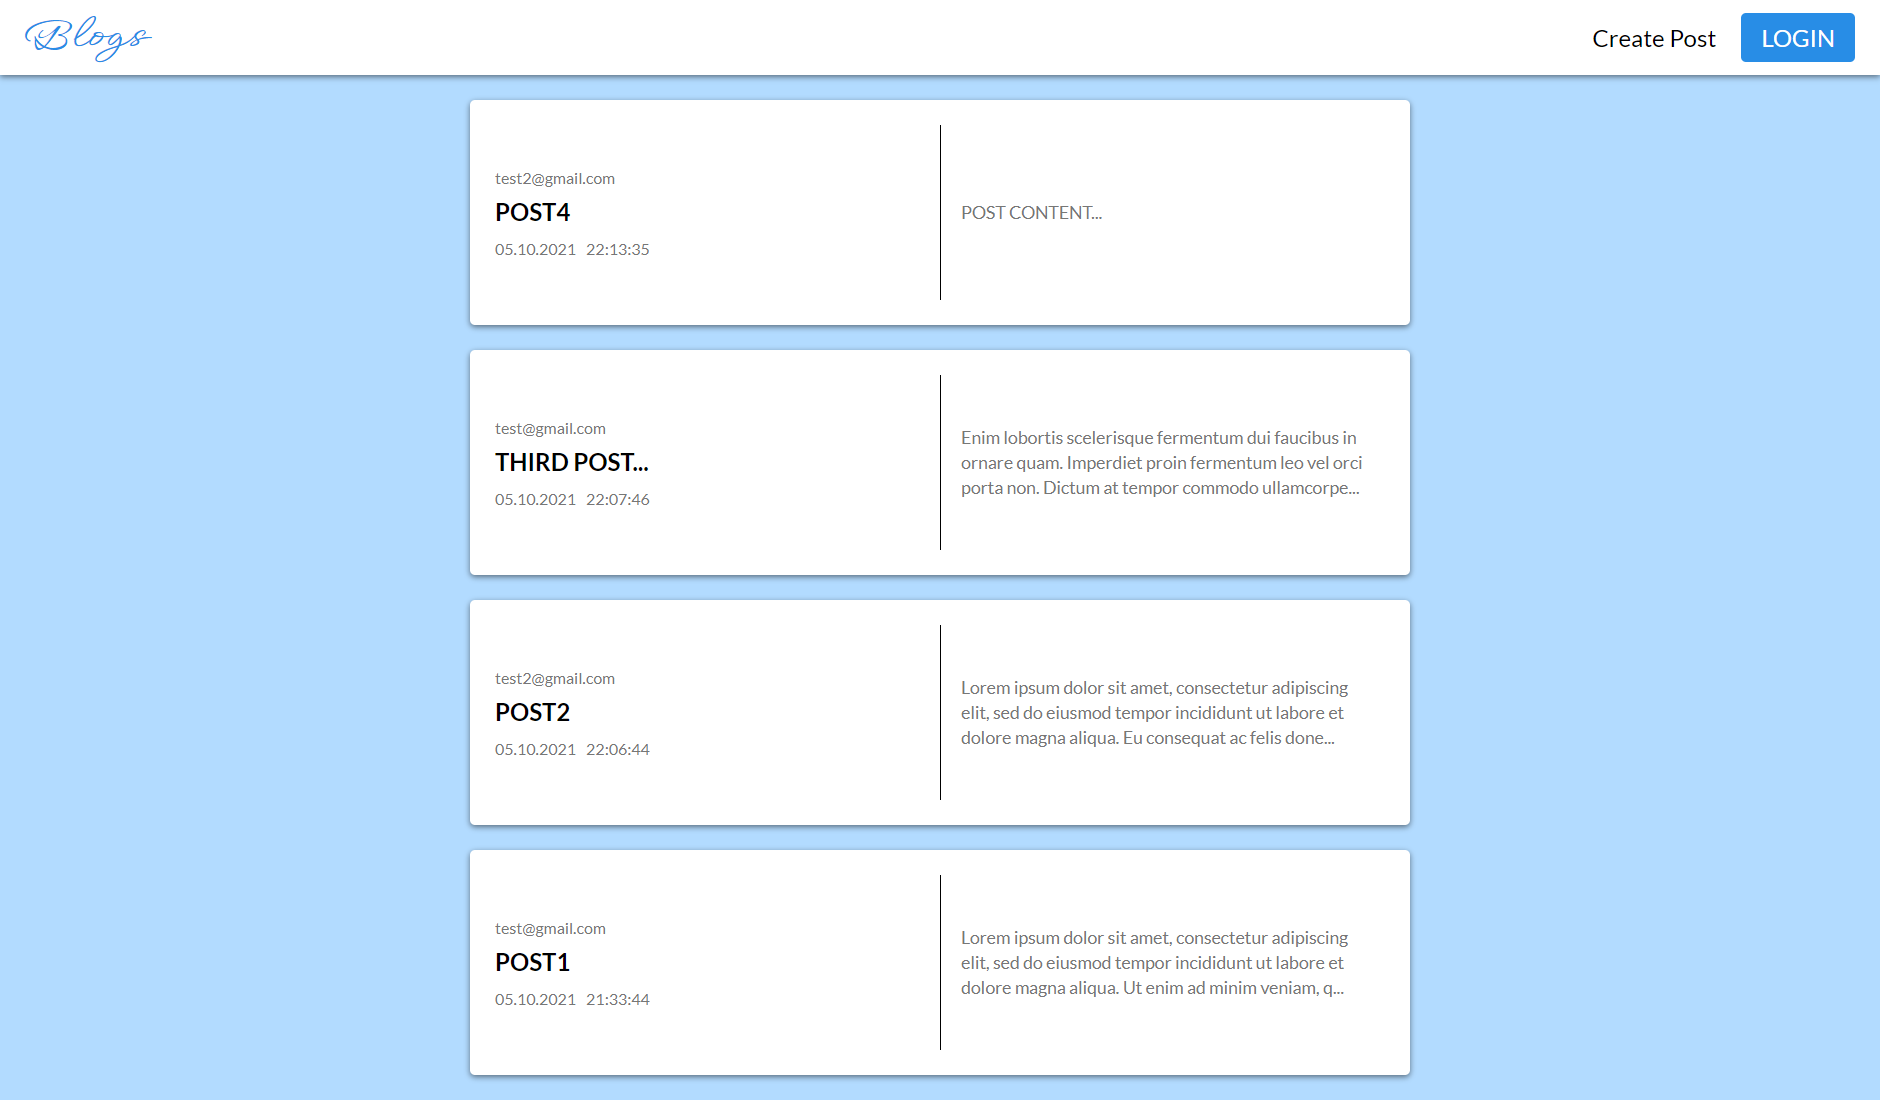 Blogs
Create Post
LOGIN
test2@gmail.com
POST4
05.10.2021 22:13:35
POST CONTENT...
test@gmail.com
THIRD POST...
05.10.2021 22:07:46
Enim lobortis scelerisque fermentum dui faucibus in
ornare quam. Imperdiet proin fermentum leo vel orci
porta non. Dictum at tempor commodo ullamcorpe...
test2@gmail.com
POST2
05.10.2021 22:06:44
Lorem ipsum dolor sit amet, consectetur adipiscing
elit, sed do eiusmod tempor incididunt ut labore et
dolore magna aliqua. Eu consequat ac felis done...
test@gmail.com
POST1
05.10.2021 21:33:44
Lorem ipsum dolor sit amet, consectetur adipiscing
elit, sed do eiusmod tempor incididunt ut labore et
dolore magna aliqua. Ut enim ad minim veniam, q...